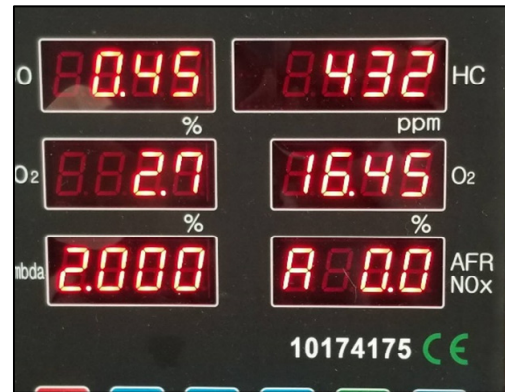 O 0.45 432 HC
% ppm
O2 2.7 16.45 O2
% %
mbda 2.000 A 0.0 AFR
NOx
10174175 CE